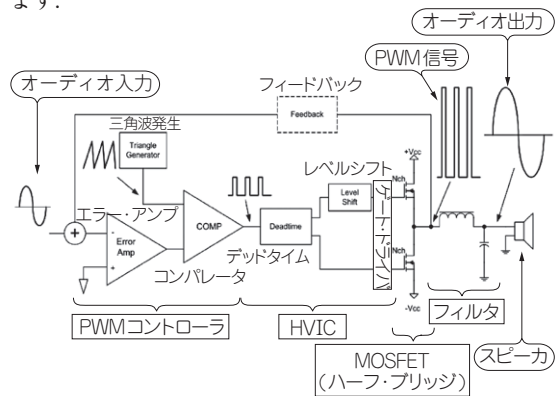 ます.
オーディオ出力
PWM信号
オーディオ入力
フィードバック
Feedback
三角波発生
Triangle
Generator
+Vcc
レベルシフト
Level
Shift
Nch
ゲート・ドライバ
エラー・アンプ
COMP
Deadtime
Error
Amp
-
+
+
デッドタイム
コンパレータ
Nch
-Vcc
PWMコントローラ
HVIC
フィルタ
MOSFET
(ハーフ・ブリッジ)
スピーカ